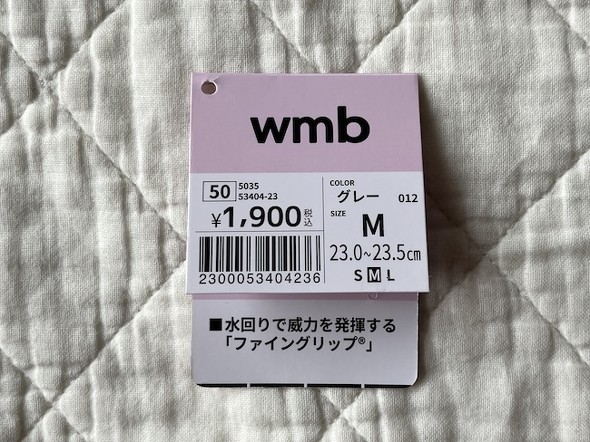 wmb
50 5035
53404-23
¥1,900 税込
2300053404236
COLOR
グレー 012
SIZE
M
23.0~23.5cm
S M L
■水回りで威力を発揮する
「ファイングリップ®」